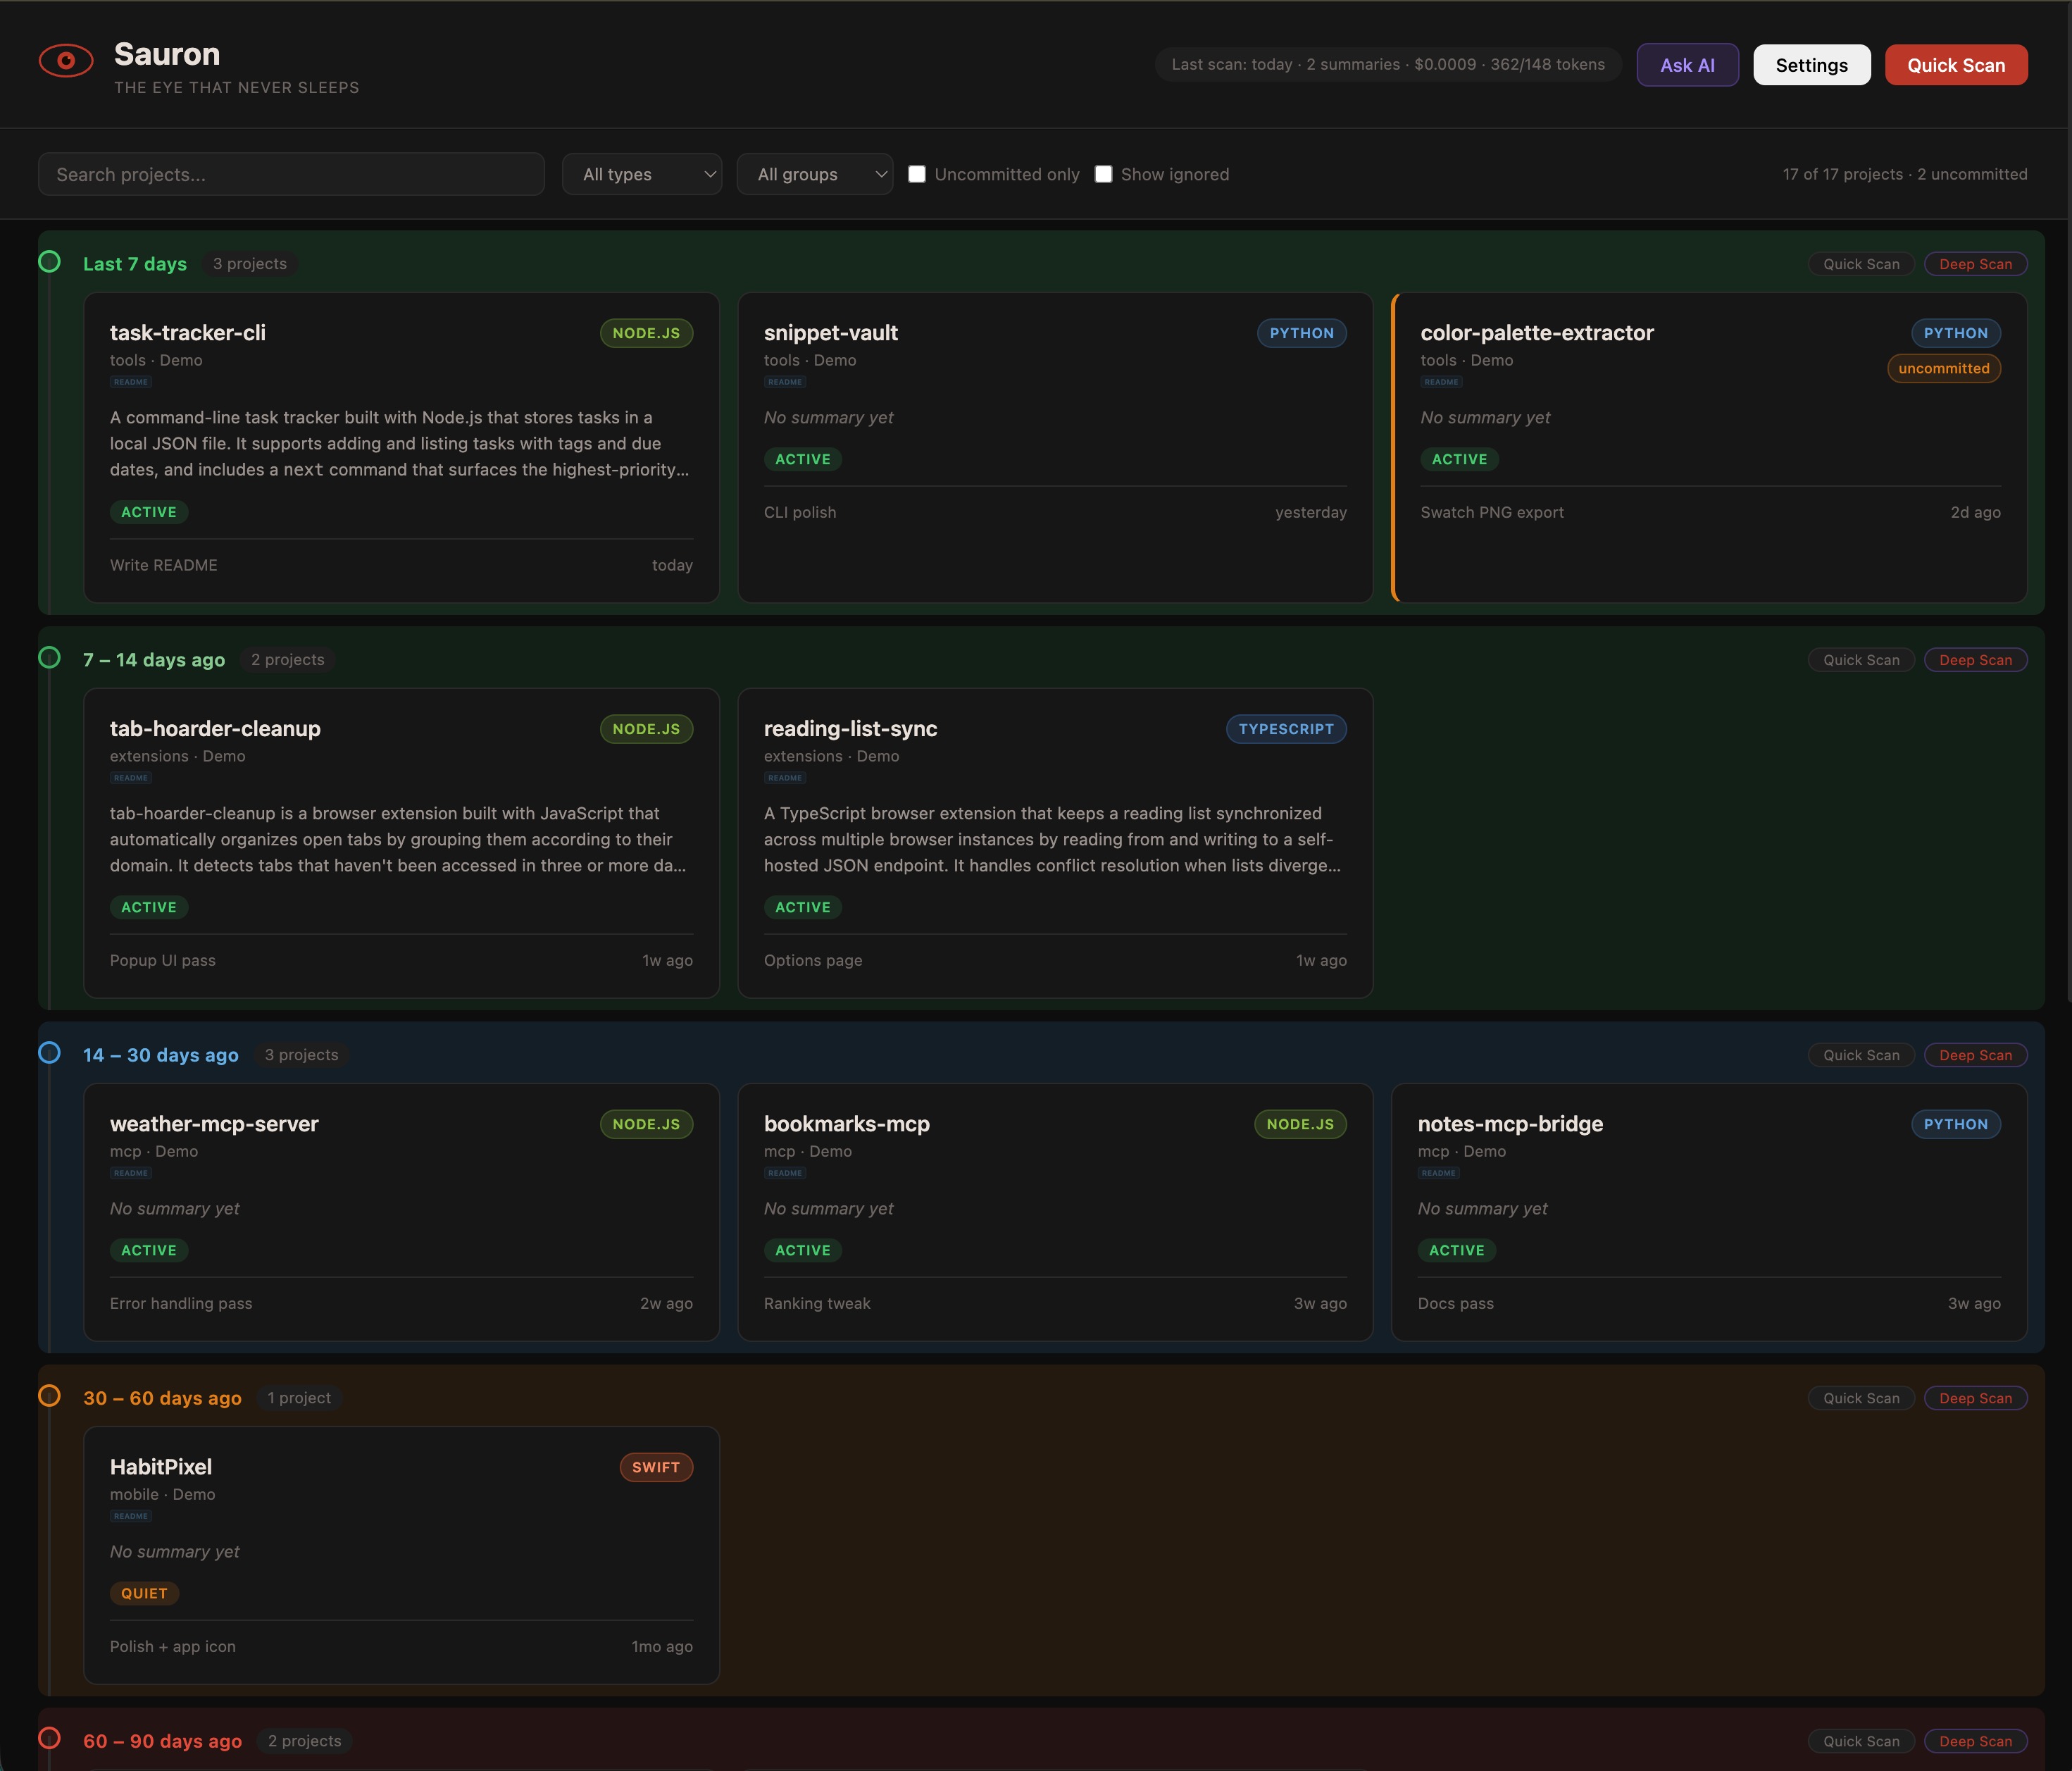 Sauron
THE EYE THAT NEVER SLEEPS
Last scan: today · 2 summaries · $0.0009 · 362/148 tokens
Ask AI
Settings
Quick Scan
Search projects...
All types
All groups
Uncommitted only
Show ignored
17 of 17 projects · 2 uncommitted
Last 7 days
3 projects
Quick Scan
Deep Scan
task-tracker-cli
NODE.JS
tools · Demo
README
A command-line task tracker built with Node.js that stores tasks in a
local JSON file. It supports adding and listing tasks with tags and due
dates, and includes a next command that surfaces the highest-priority...
ACTIVE
Write README
today
snippet-vault
PYTHON
tools · Demo
README
No summary yet
ACTIVE
CLI polish
yesterday
color-palette-extractor
PYTHON
tools · Demo
uncommitted
README
No summary yet
ACTIVE
Swatch PNG export
2d ago
7 – 14 days ago
2 projects
Quick Scan
Deep Scan
tab-hoarder-cleanup
NODE.JS
extensions · Demo
README
tab-hoarder-cleanup is a browser extension built with JavaScript that
automatically organizes open tabs by grouping them according to their
domain. It detects tabs that haven't been accessed in three or more da...
ACTIVE
Popup UI pass
1w ago
reading-list-sync
TYPESCRIPT
extensions · Demo
README
A TypeScript browser extension that keeps a reading list synchronized
across multiple browser instances by reading from and writing to a self-
hosted JSON endpoint. It handles conflict resolution when lists diverge...
ACTIVE
Options page
1w ago
14 – 30 days ago
3 projects
Quick Scan
Deep Scan
weather-mcp-server
NODE.JS
mcp · Demo
README
No summary yet
ACTIVE
Error handling pass
2w ago
bookmarks-mcp
NODE.JS
mcp · Demo
README
No summary yet
ACTIVE
Ranking tweak
3w ago
notes-mcp-bridge
PYTHON
mcp · Demo
README
No summary yet
ACTIVE
Docs pass
3w ago
30 – 60 days ago
1 project
Quick Scan
Deep Scan
HabitPixel
SWIFT
mobile · Demo
README
No summary yet
QUIET
Polish + app icon
1mo ago
60 – 90 days ago
2 projects
Quick Scan
Deep Scan